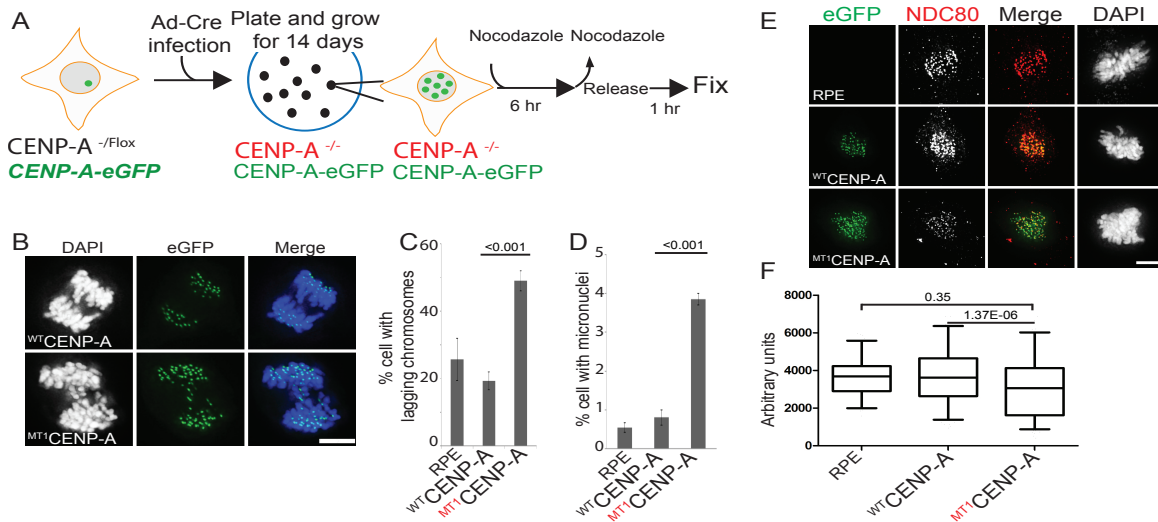 A
Ad-Cre
infection
Plate and grow
for 14 days
Nocodazole
Nocodazole
6 hr
Release
1 hr
Fix
CENP-A -/Flox
CENP-A-eGFP
CENP-A -/-
CENP-A-eGFP
CENP-A -/-
CENP-A-eGFP
B
DAPI
eGFP
Merge
WTCENP-A
MT1CENP-A
C
% cell with
lagging chromosomes
60
40
20
0
<0.001
RPE
WTCENP-A
MT1CENP-A
D
% cell with micronuclei
5
4
3
2
1
0
<0.001
RPE
WTCENP-A
MT1CENP-A
E
eGFP
NDC80
Merge
DAPI
RPE
WTCENP-A
MT1CENP-A
F
Arbitrary units
8000
6000
4000
2000
0
0.35
1.37E-06
RPE
WTCENP-A
MT1CENP-A